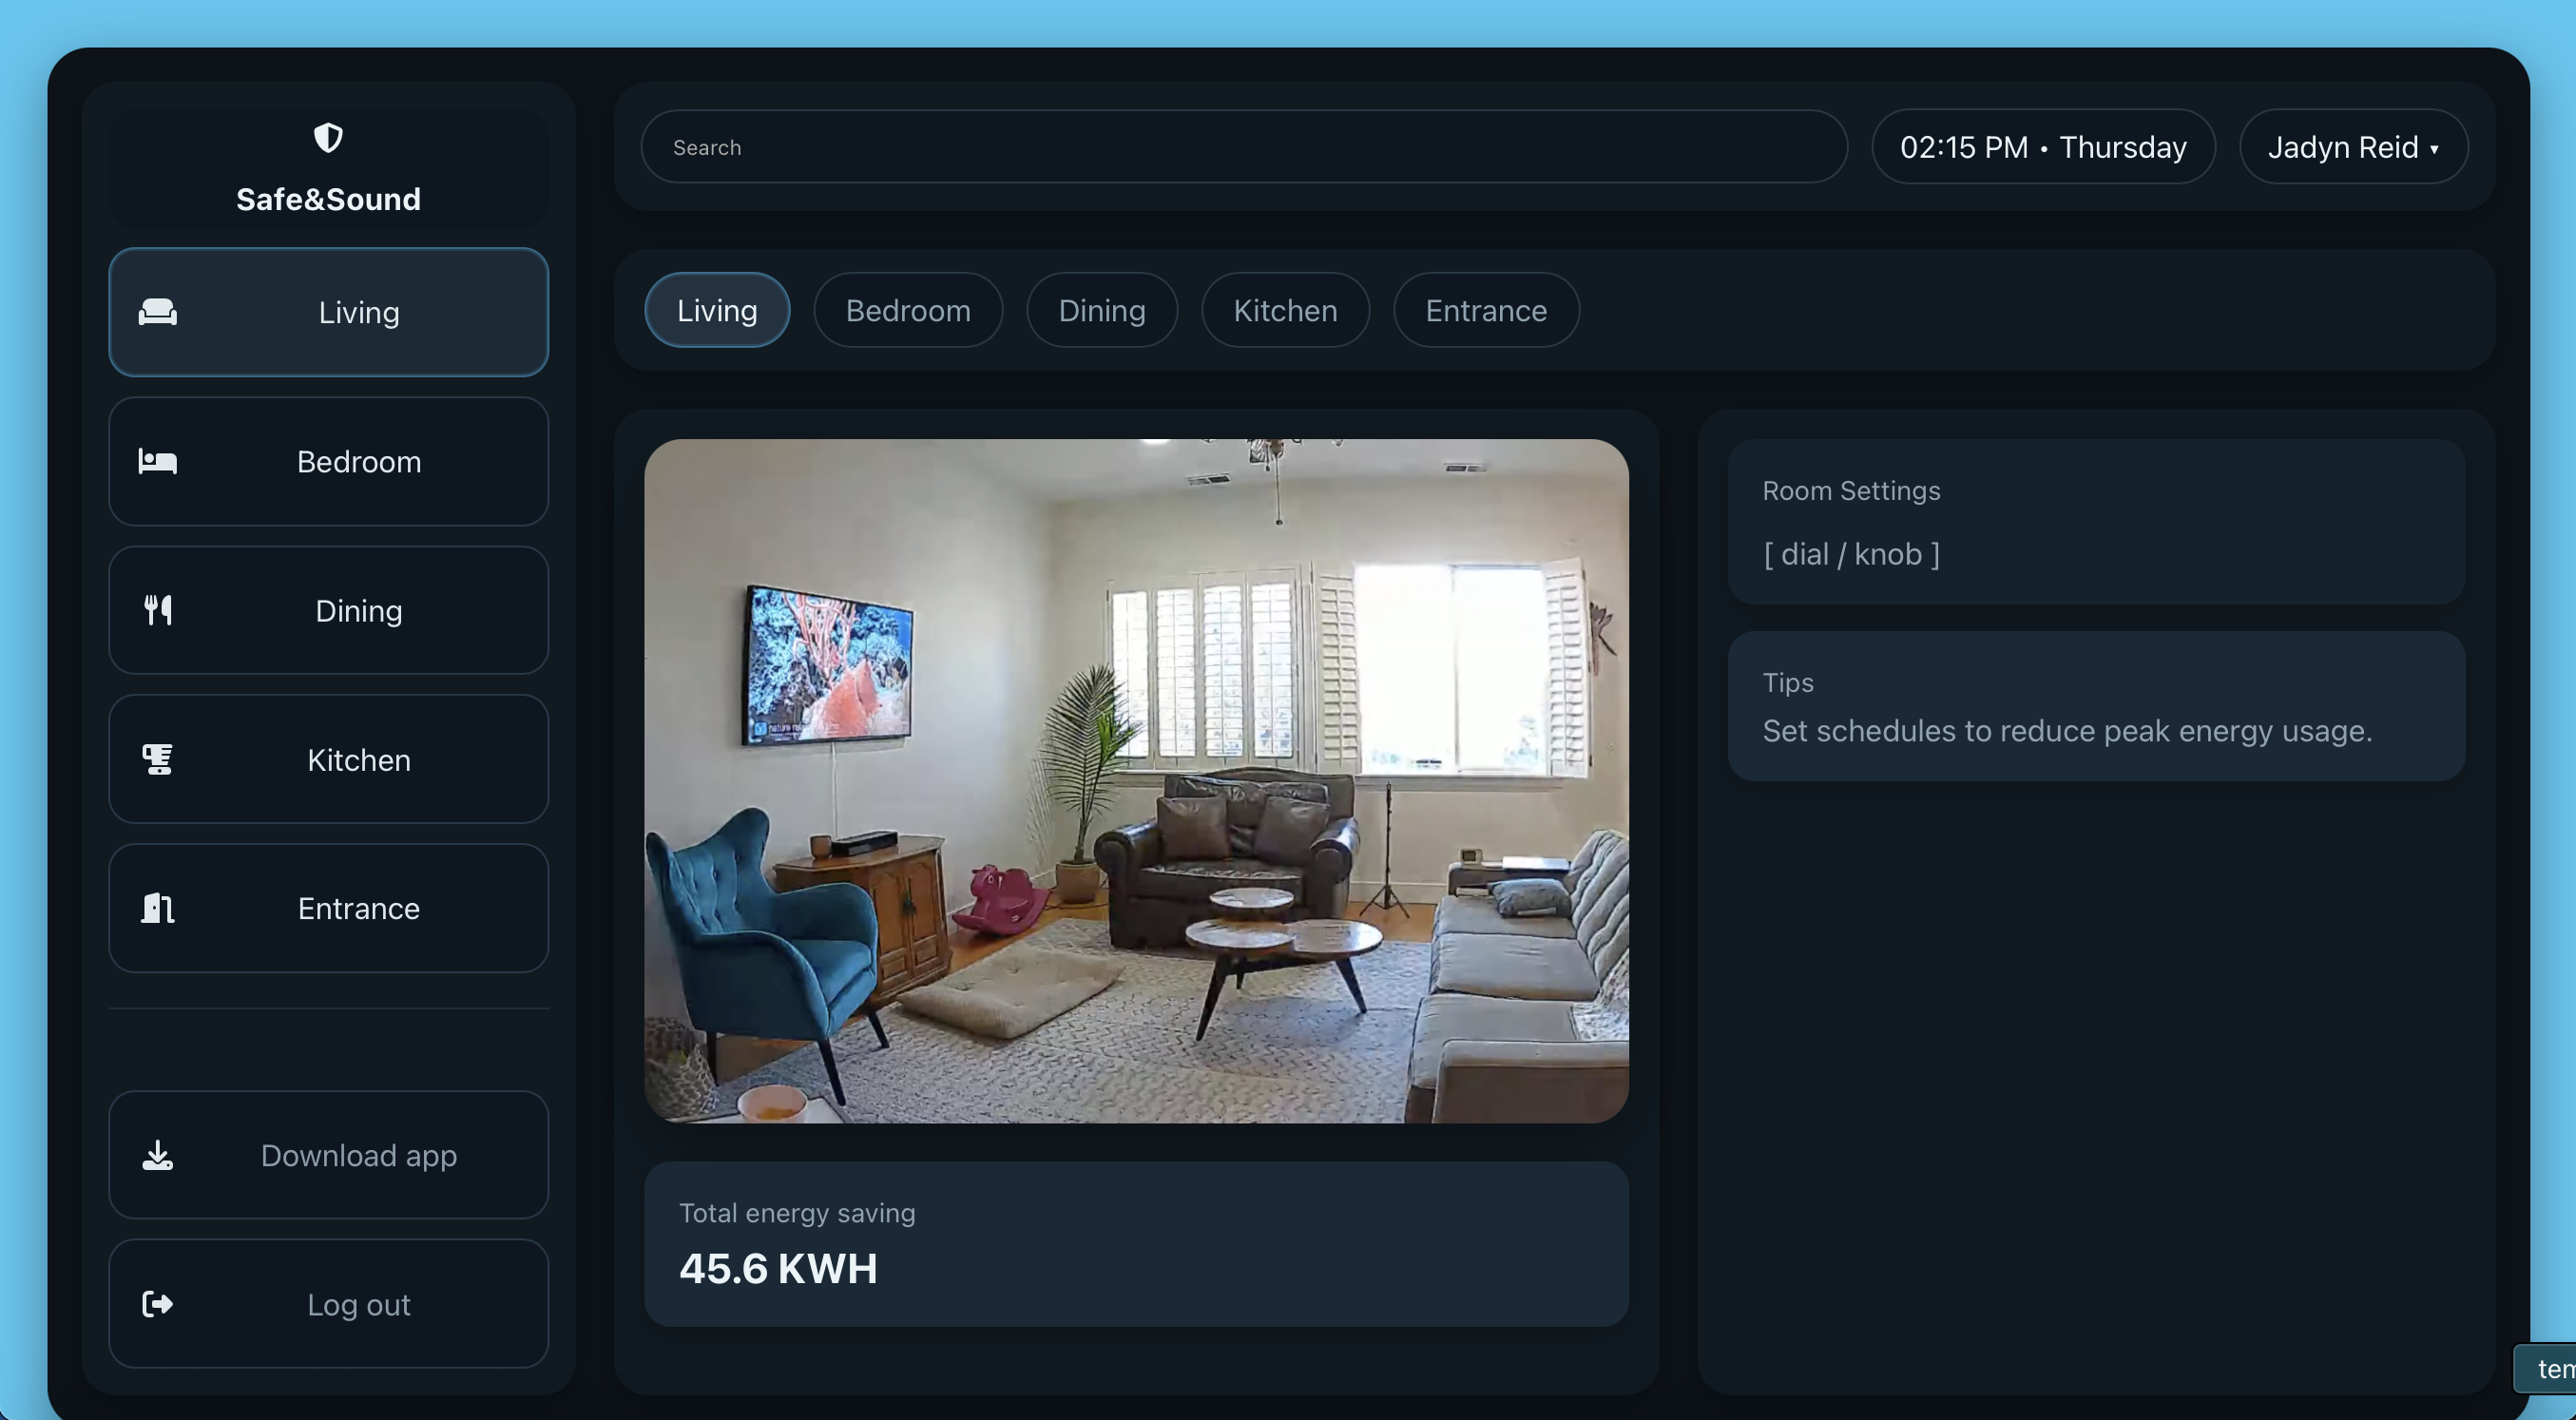 Safe&Sound
Living
Bedroom
Dining
Kitchen
Entrance
Download app
Log out
Search
02:15 PM • Thursday
Jadyn Reid ▾
Living
Bedroom
Dining
Kitchen
Entrance
Total energy saving
45.6 KWH
Room Settings
[ dial / knob ]
Tips
Set schedules to reduce peak energy usage.